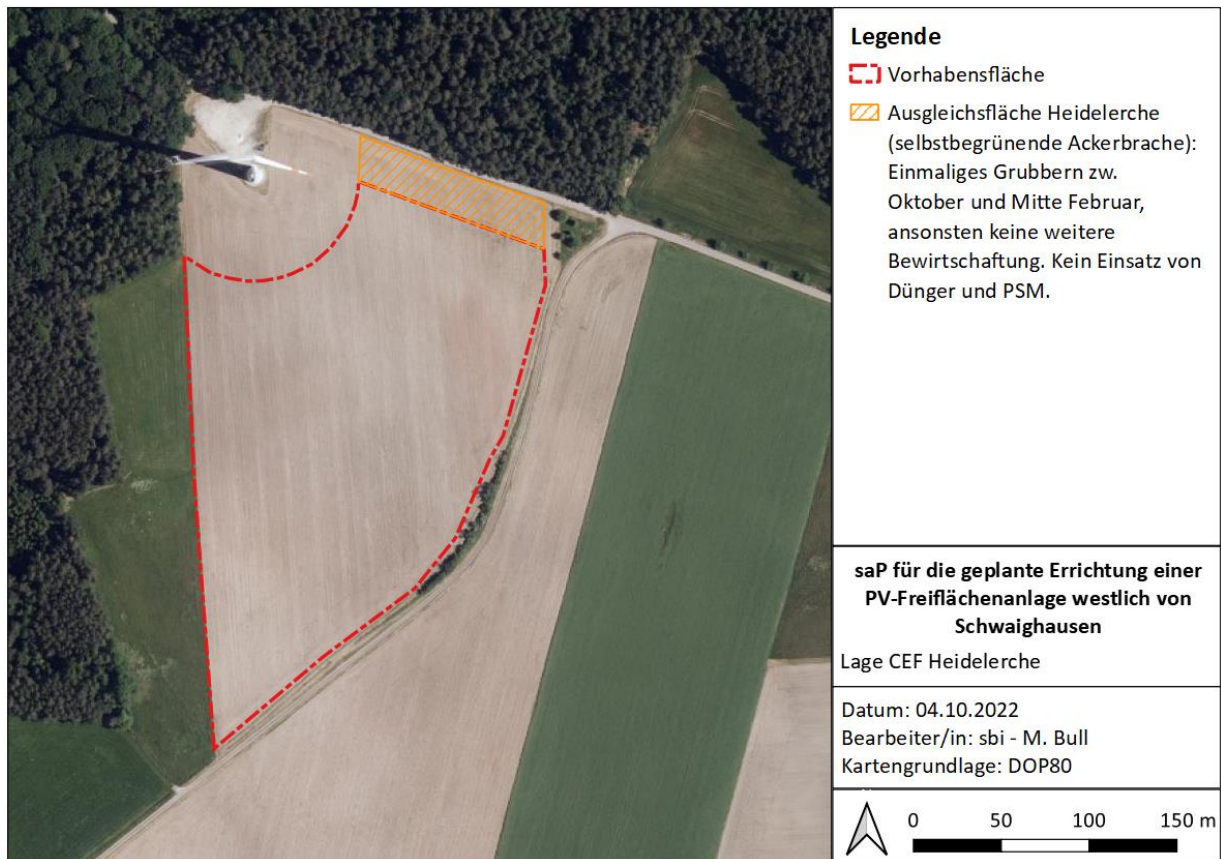 Legende
Vorhabensfläche
Ausgleichsfläche Heidelerche
(selbstbegrünende Ackerbrache):
Einmaliges Grubbern zw.
Oktober und Mitte Februar,
ansonsten keine weitere
Bewirtschaftung. Kein Einsatz von
Dünger und PSM.
saP für die geplante Errichtung einer
PV-Freiflächenanlage westlich von
Schwaighausen
Lage CEF Heidelerche
Datum: 04.10.2022
Bearbeiter/in: sbi - M. Bull
Kartengrundlage: DOP80
0 50 100 150 m